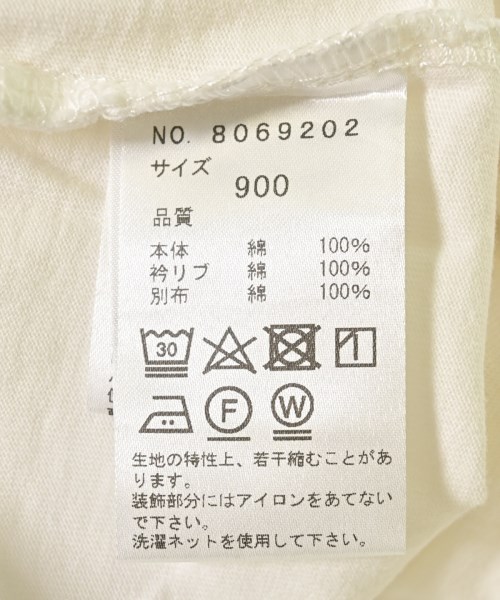 NO. 8069202
サイズ
900
品質
本体 綿 100%
衿リブ 綿 100%
別布 綿 100%
30
F W
生地の特性上、若干縮むことがあ
ります。
装飾部分にはアイロンをあてない
で下さい。
洗濯ネットを使用して下さい。